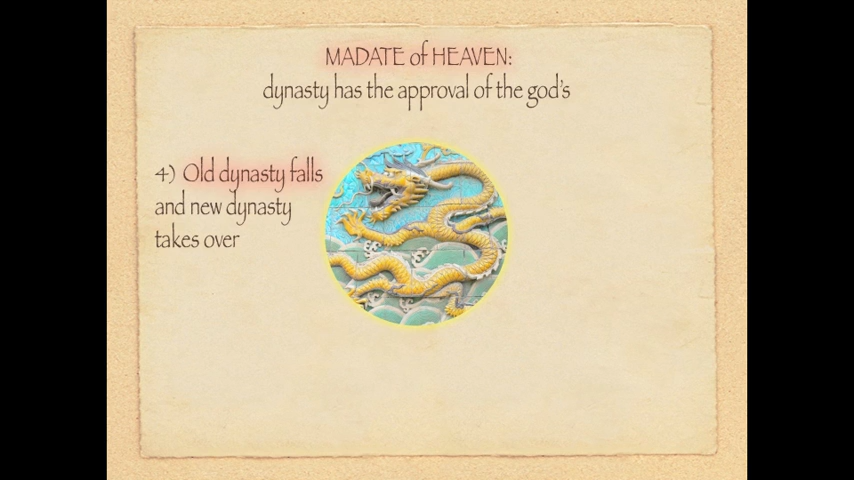 MADATE of HEAVEN:
dynasty has the approval of the god's
4.) Old dynasty falls
and new dynasty
takes over